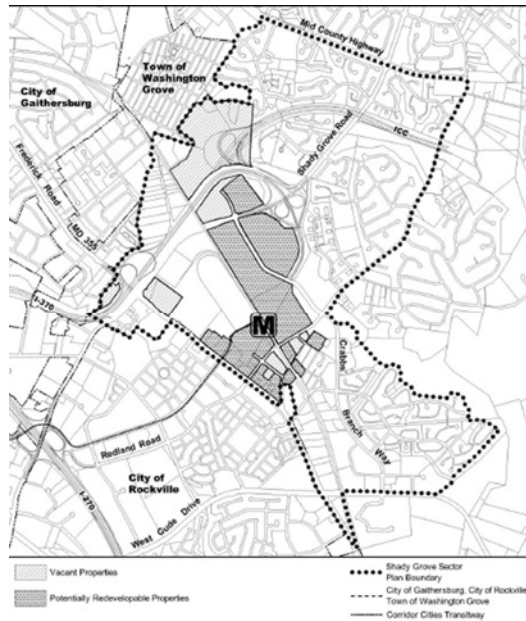 Mid County Highway
Town of
Washington
Grove
City of
Gaithersburg
ICC
Shady Grove Road
Frederick Road
MD 355
I-370
M
Crabbs
Branch
Way
Redland Road
City of
Rockville
I-270
West Gude Drive
Vacant Properties
Potentially Redevelopable Properties
Shady Grove Sector
Plan Boundary
City of Gaithersburg, City of Rockville
Town of Washington Grove
Corridor Cities Transitway